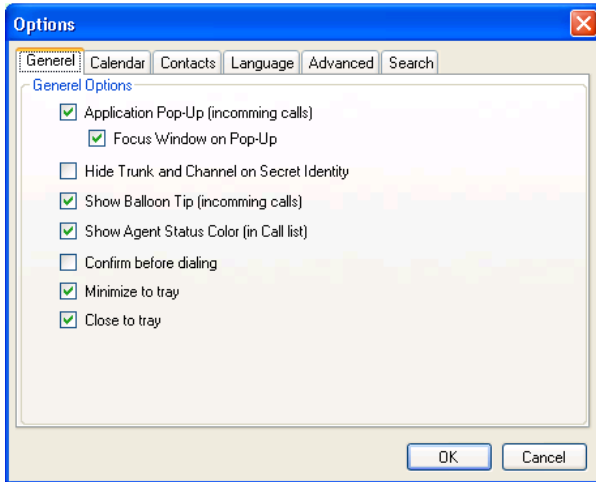 Options
Generel Calendar Contacts Language Advanced Search
Generel Options
Application Pop-Up (incomming calls)
Focus Window on Pop-Up
Hide Trunk and Channel on Secret Identity
Show Balloon Tip (incomming calls)
Show Agent Status Color (in Call list)
Confirm before dialing
Minimize to tray
Close to tray
OK Cancel